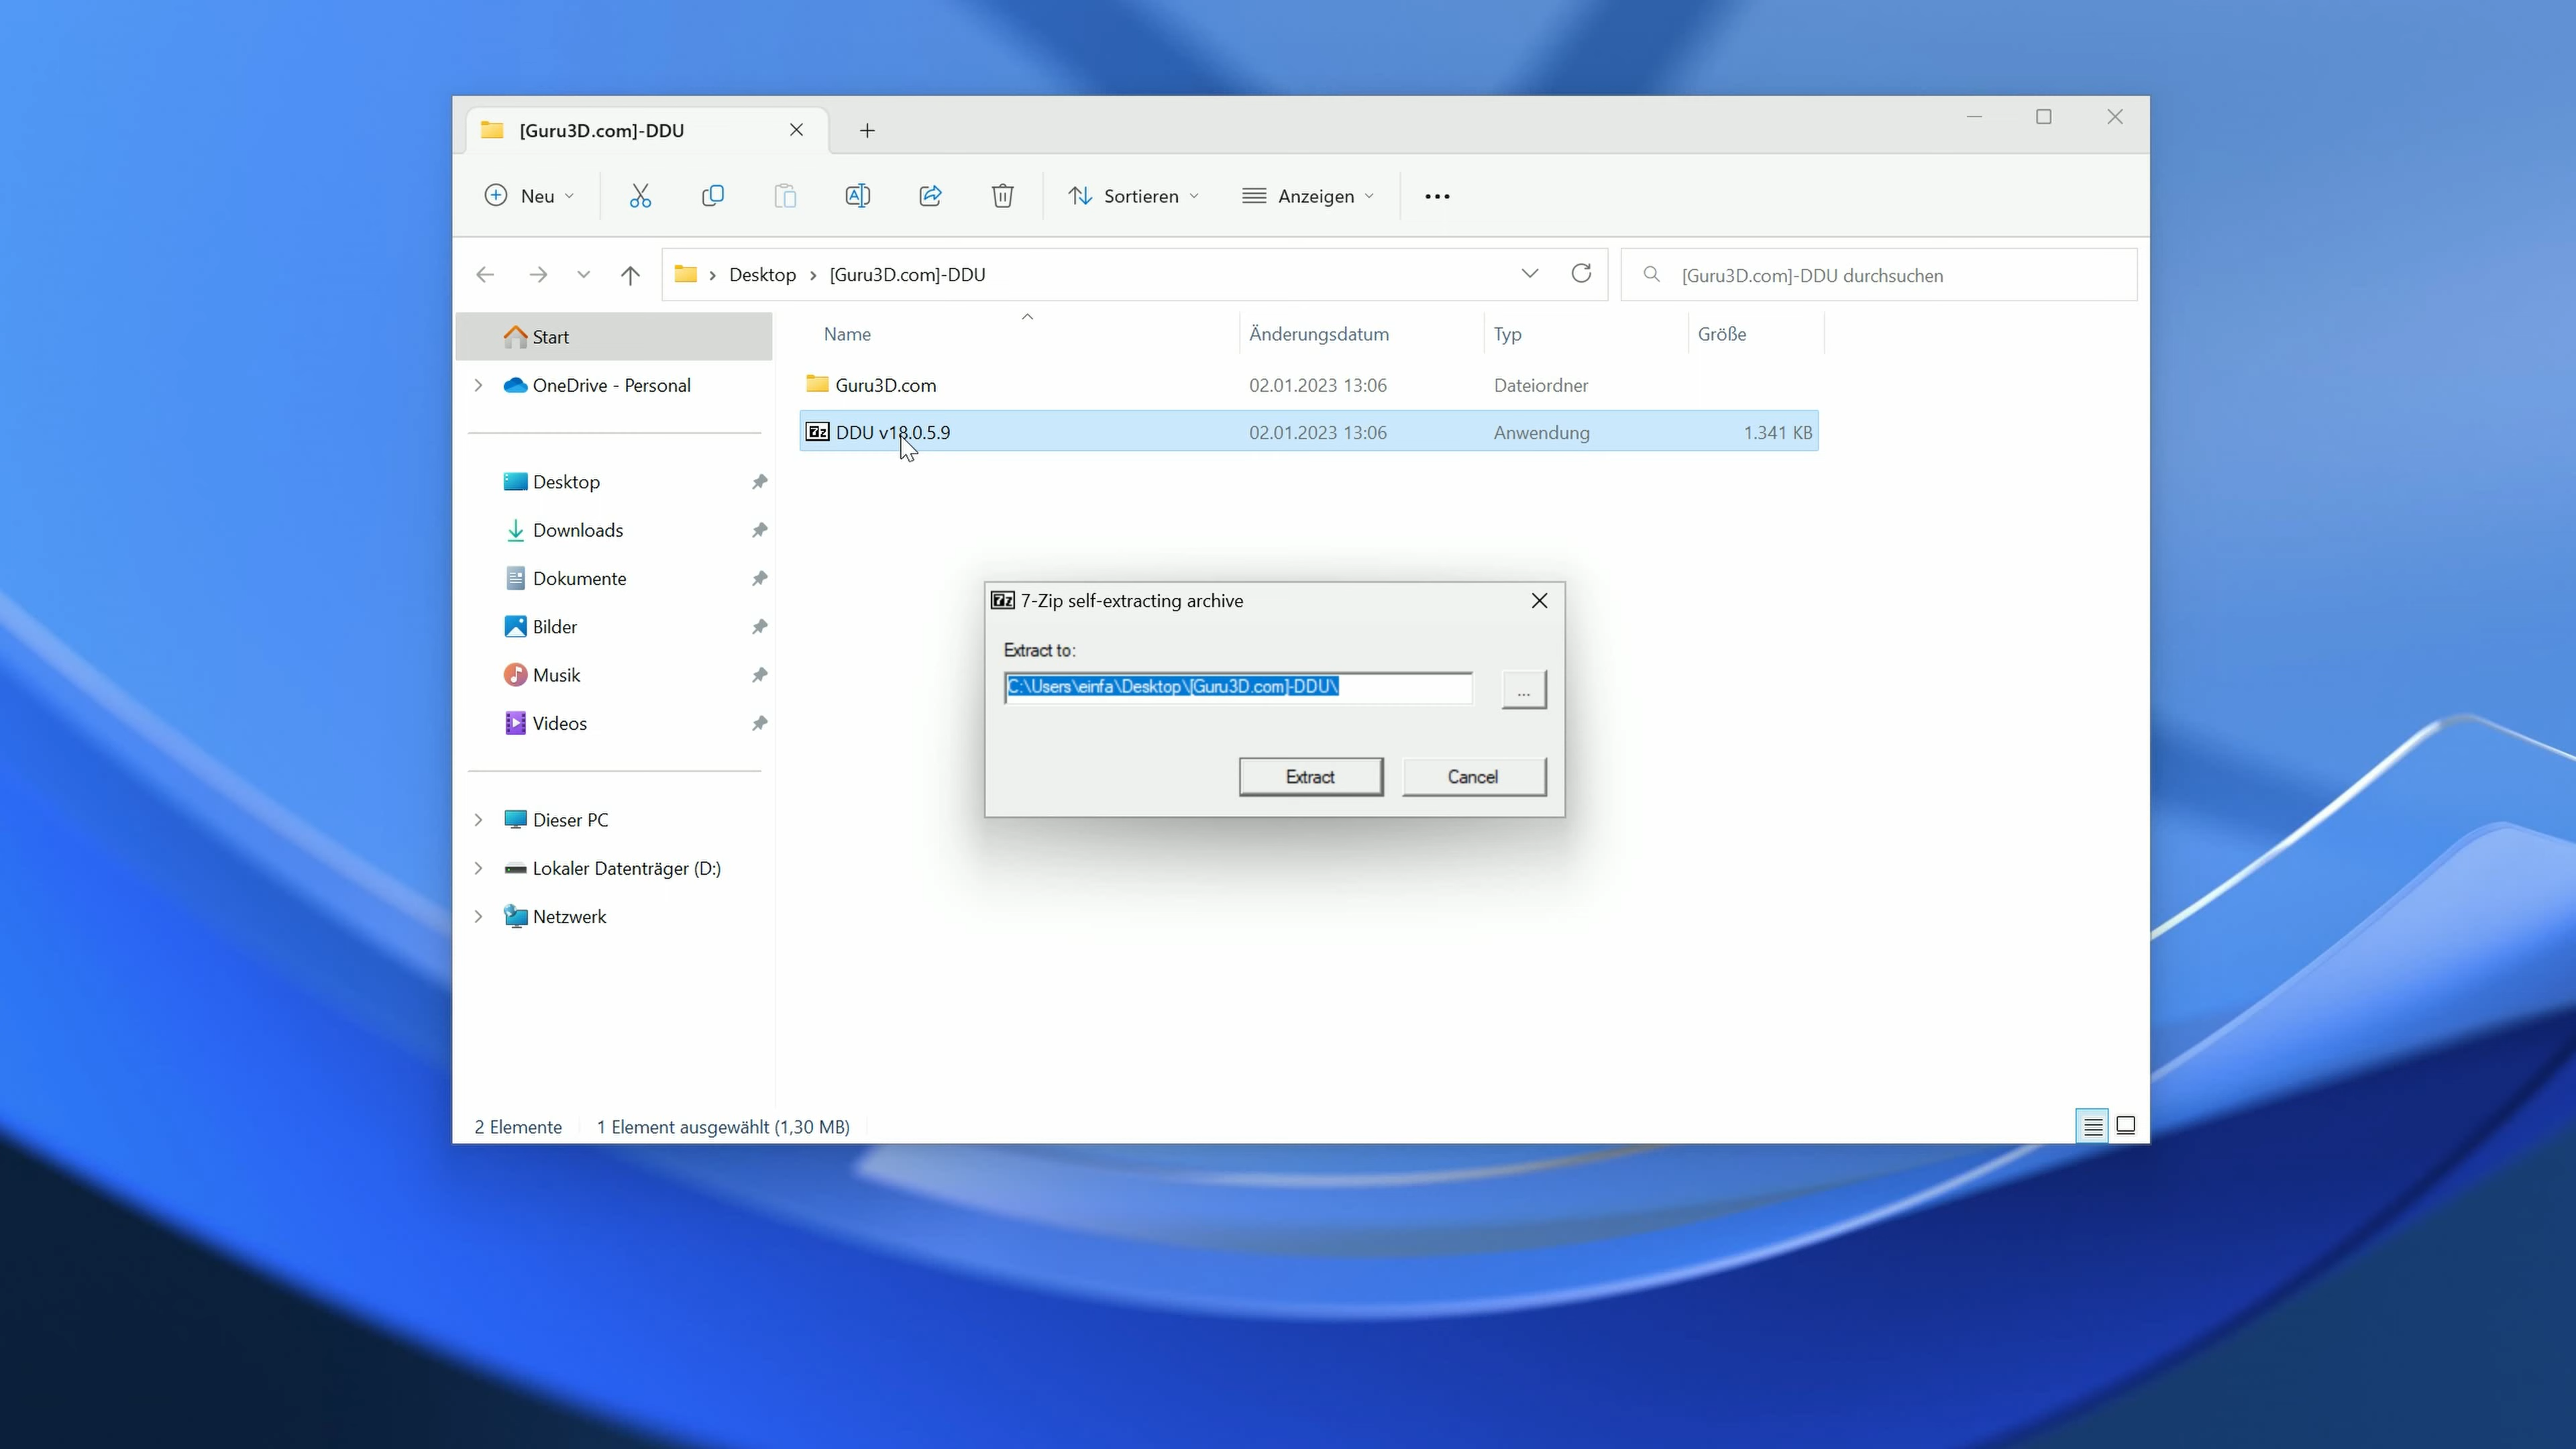 [Guru3D.com]-DDU
Neu
Sortieren
Anzeigen
Desktop
[Guru3D.com]-DDU
[Guru3D.com]-DDU durchsuchen
Start
OneDrive - Personal
Desktop
Downloads
Dokumente
Bilder
Musik
Videos
Dieser PC
Lokaler Datenträger (D:)
Netzwerk
Name Änderungsdatum Typ Größe
Guru3D.com 02.01.2023 13:06 Dateiordner
DDU v18.0.5.9 02.01.2023 13:06 Anwendung 1.341 KB
7-Zip self-extracting archive
Extract to:
C:\Users\einfa\Desktop\[Guru3D.com]-DDU\
...
Extract Cancel
2 Elemente 1 Element ausgewählt (1,30 MB)